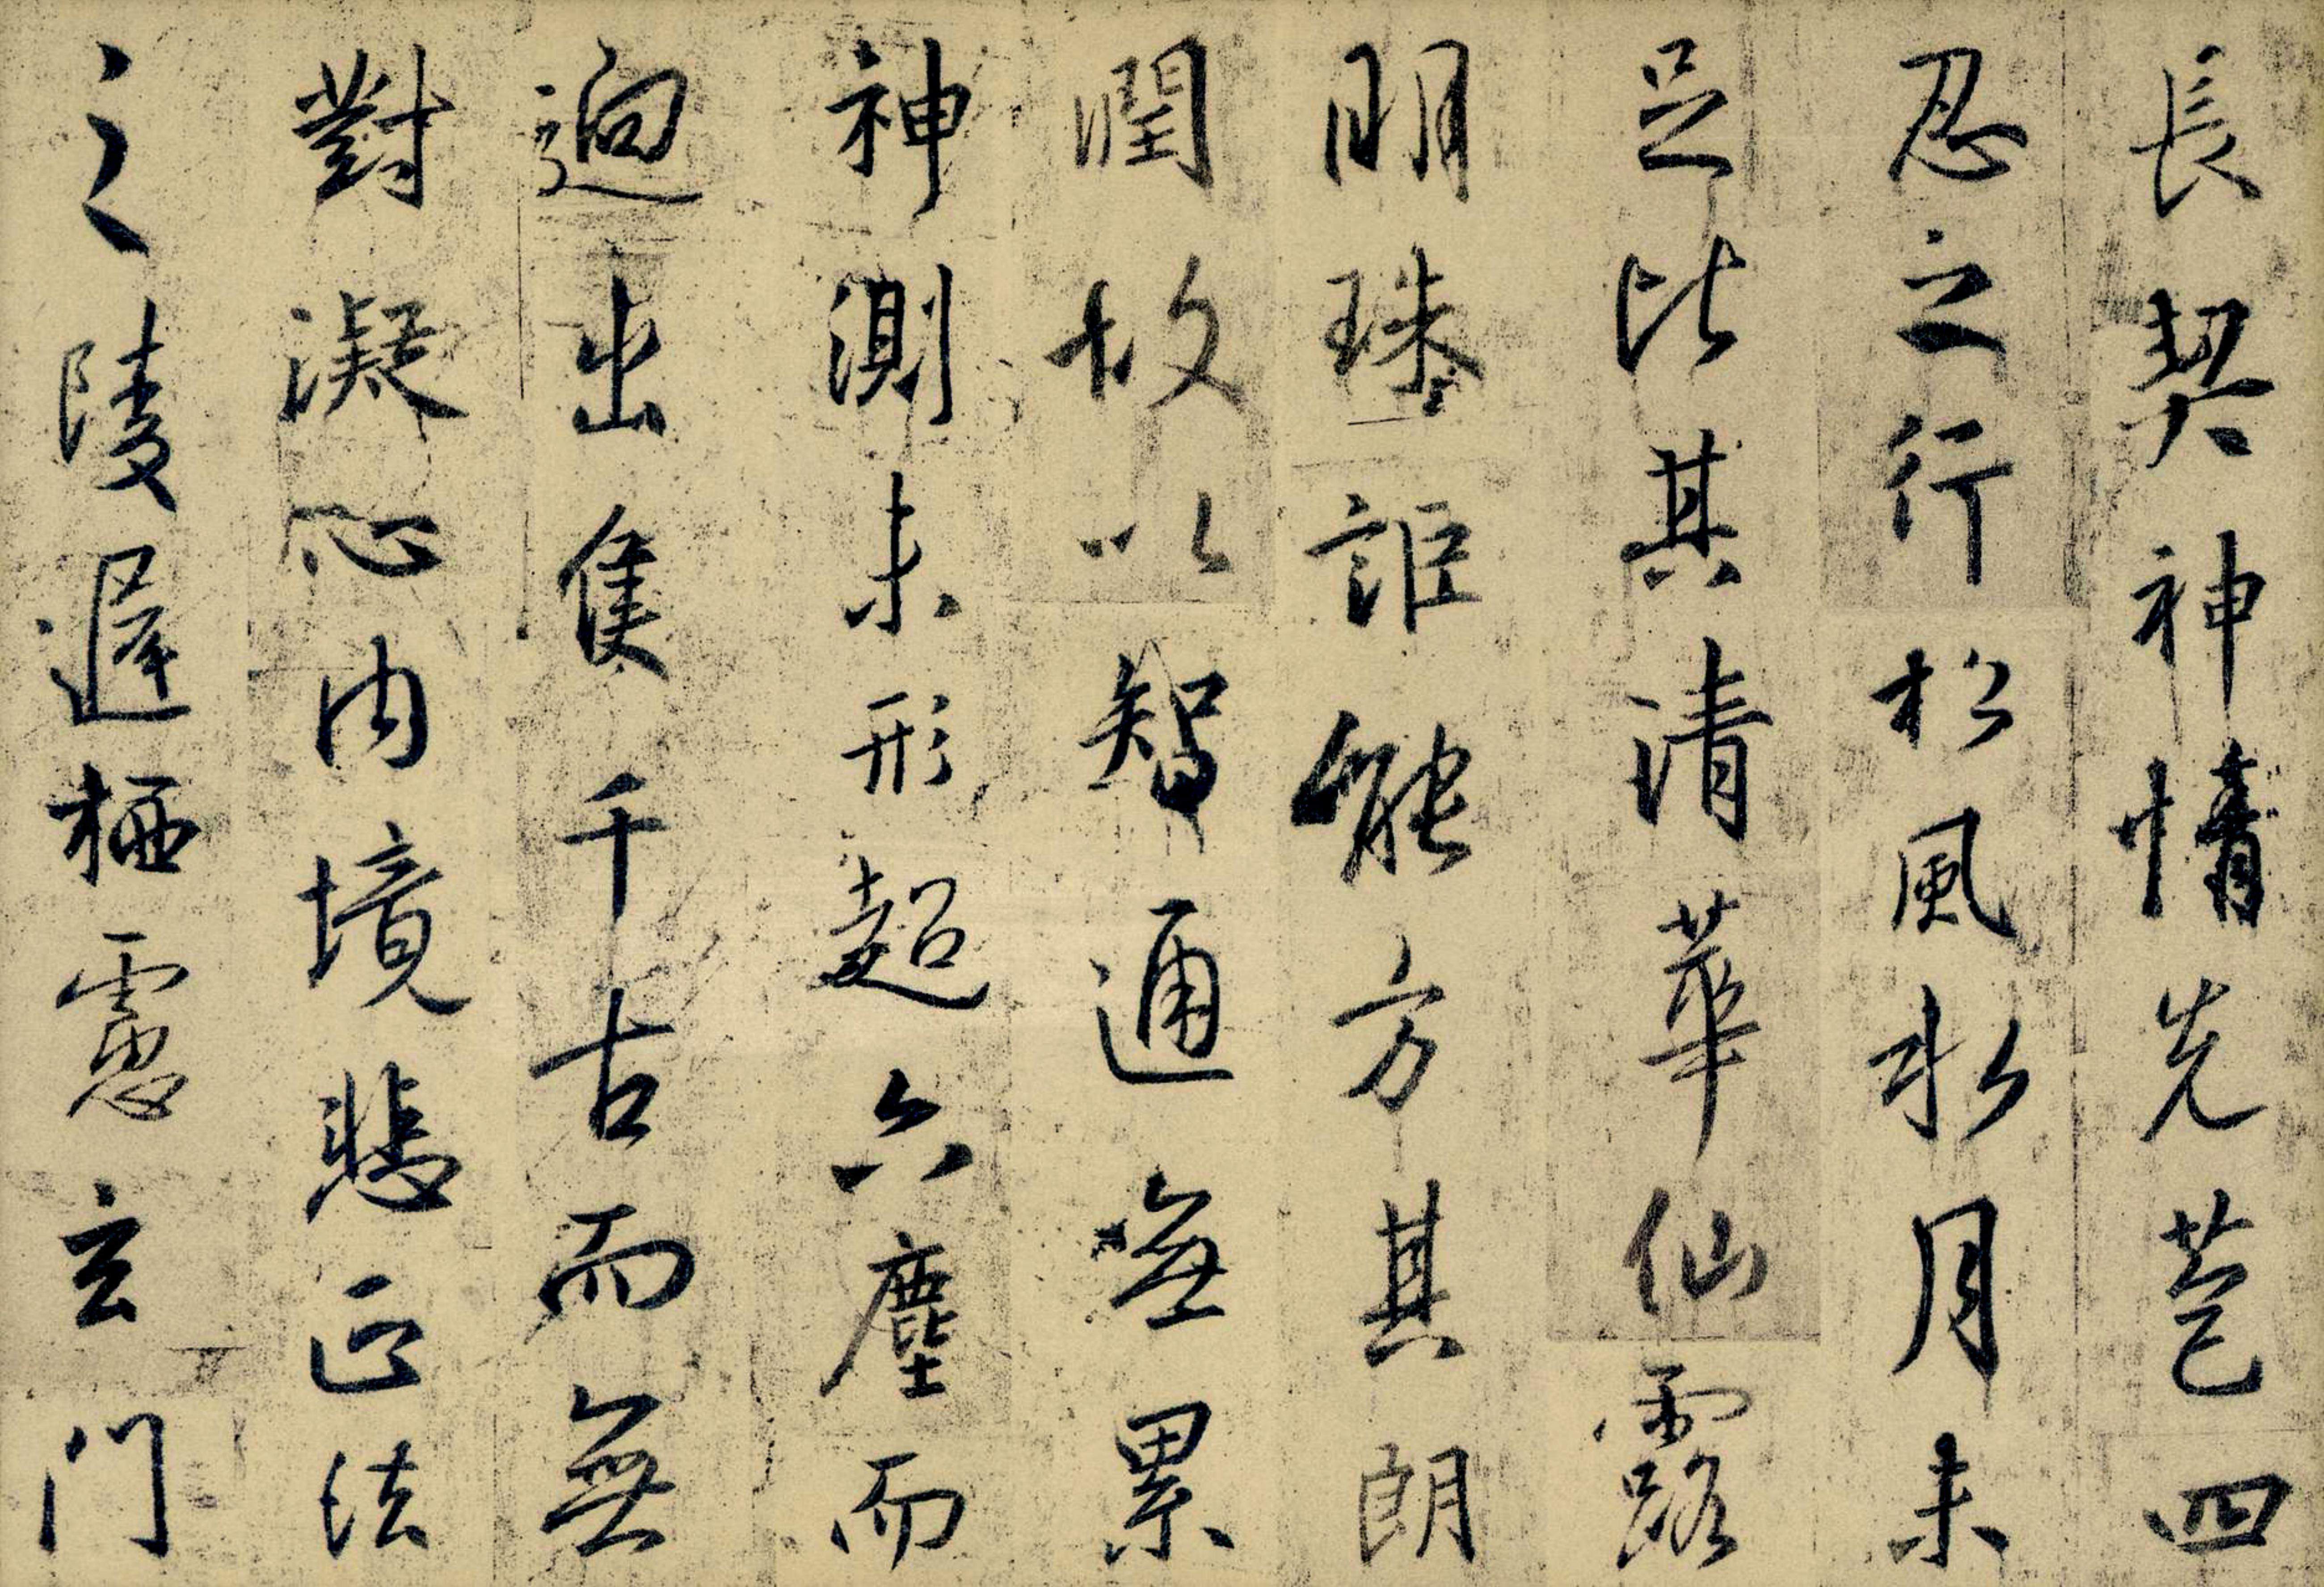 長契神情先苞四
忍之行松風水月未
足比其清華仙露
明珠詎能方其朗
潤故以智通無累
神測未形超六塵而
迥出隻千古而無
對凝心內境悲正法
之陵遲栖慮玄門